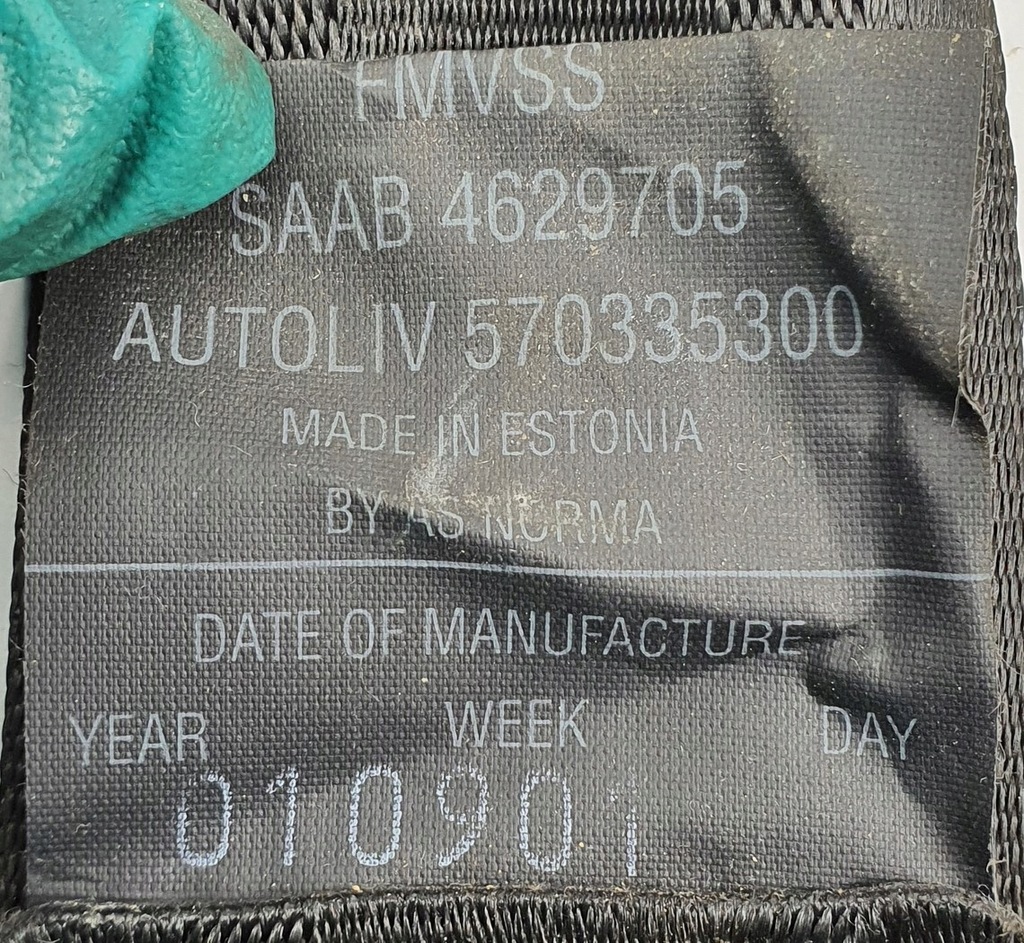 FMVSS
SAAB 4629705
AUTOLIV 570335300
MADE IN ESTONIA
BY AS NORMA
DATE OF MANUFACTURE
YEAR WEEK DAY
010901